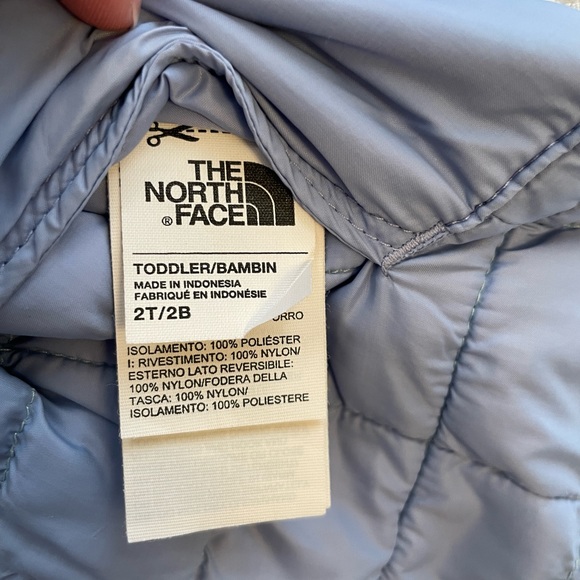 THE
NORTH
FACE
®
TODDLER/BAMBIN
MADE IN INDONESIA
FABRIQUÉ EN INDONÉSIE
2T/2B
ORRO
ISOLAMENTO: 100% POLIÉSTER
I: RIVESTIMENTO: 100% NYLON/
ESTERNO LATO REVERSIBILE:
100% NYLON/FODERA DELLA
TASCA: 100% NYLON/
ISOLAMENTO: 100% POLIESTERE